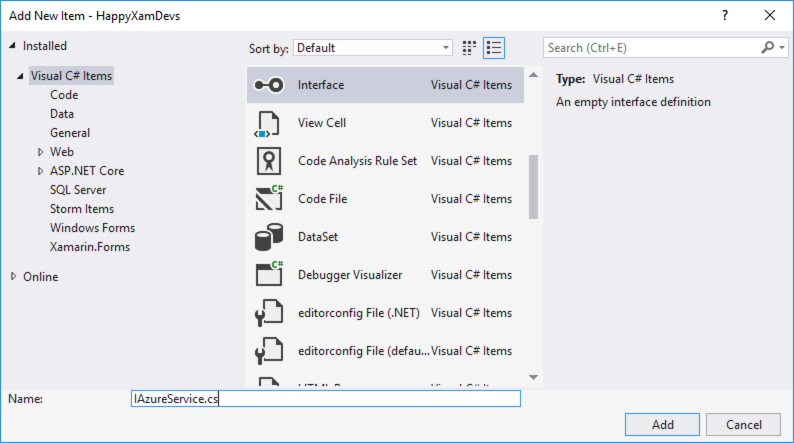 Add New Item - HappyXamDevs
?
Installed
Sort by: Default
Search (Ctrl+E)
Visual C# Items
Code
Data
General
Web
ASP.NET Core
SQL Server
Storm Items
Windows Forms
Xamarin.Forms
Online
Interface Visual C# Items
View Cell Visual C# Items
Code Analysis Rule Set Visual C# Items
C#
Code File Visual C# Items
DataSet Visual C# Items
C#
Debugger Visualizer Visual C# Items
editorconfig File (.NET) Visual C# Items
editorconfig File (defau... Visual C# Items
Type: Visual C# Items
An empty interface definition
Name: IAzureService.cs
Add Cancel